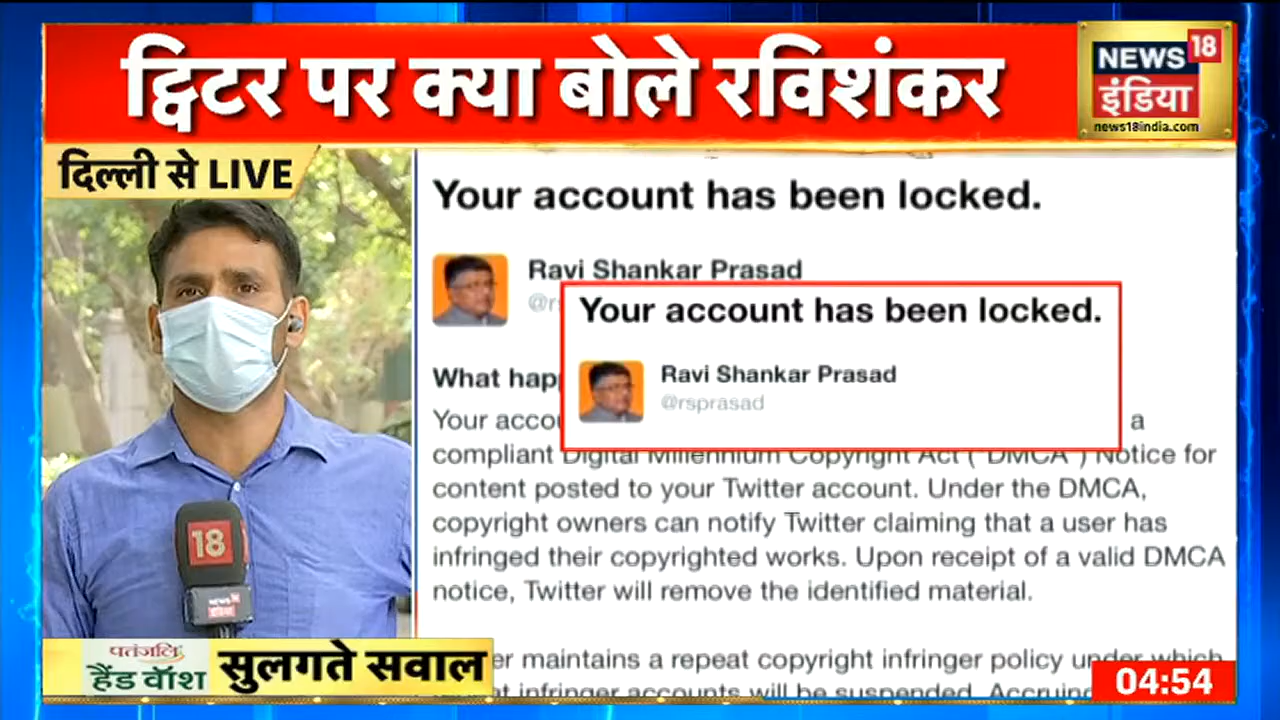 ट्विटर पर क्या बोले रविशंकर
NEWS 18
इंडिया
news18india.com
दिल्ली से LIVE
Your account has been locked.
Ravi Shankar Prasad
Your account has been locked.
Ravi Shankar Prasad
@rsprasad
What
Your a
compliant Digital Millennium Copyright Act ("DMCA") Notice for
content posted to your Twitter account. Under the DMCA,
copyright owners can notify Twitter claiming that a user has
infringed their copyrighted works. Upon receipt of a valid DMCA
notice, Twitter will remove the identified material.
maintains a repeat copyright infringer policy under which
infringer accounts will be suspended.
18
NEWS 18
इंडिया
पतंजलि
हैंड वॉश
सुलगते सवाल
04:54